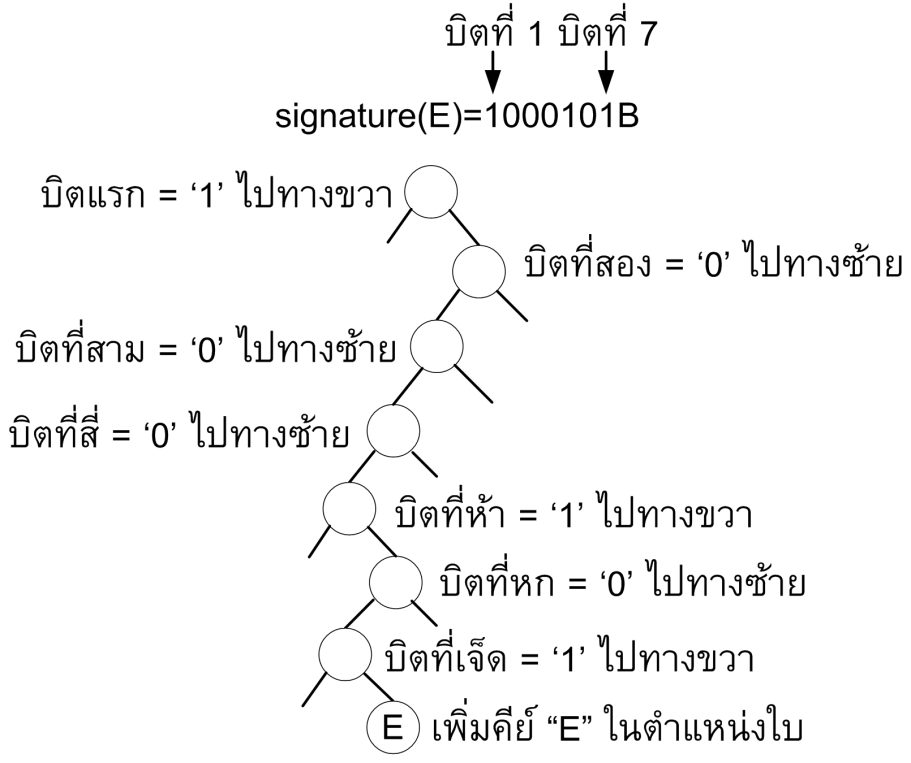 บิตที่ 1 บิตที่ 7
signature(E)=1000101B
บิตแรก = ‘1’ ไปทางขวา
บิตที่สอง = ‘0’ ไปทางซ้าย
บิตที่สาม = ‘0’ ไปทางซ้าย
บิตที่สี่ = ‘0’ ไปทางซ้าย
บิตที่ห้า = ‘1’ ไปทางขวา
บิตที่หก = ‘0’ ไปทางซ้าย
บิตที่เจ็ด = ‘1’ ไปทางขวา
E เพิ่มคีย์ “E” ในตำแหน่งใบ